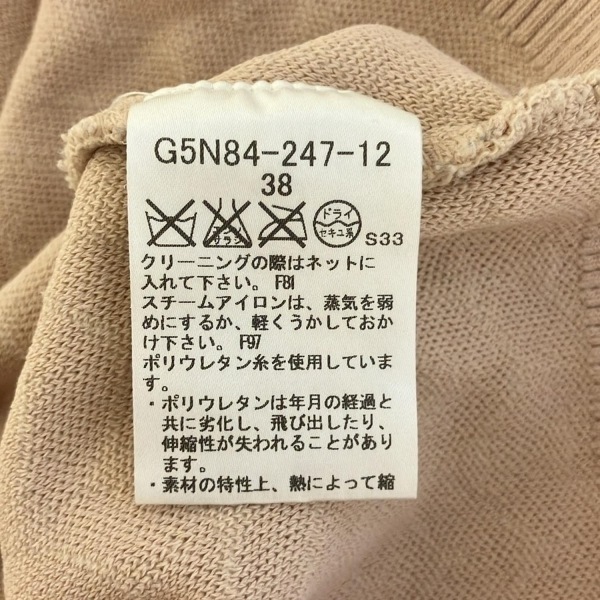 G5N84-247-12
38
サラシ
ドライ
セキユ系
S33
クリーニングの際はネットに
入れて下さい。F81
スチームアイロンは、蒸気を弱
めにするか、軽くうかしておか
け下さい。F97
ポリウレタン糸を使用していま
す。
・ポリウレタンは年月の経過と
共に劣化し、飛び出したり、
伸縮性が失われることがあり
ます。
・素材の特性上、熱によって縮